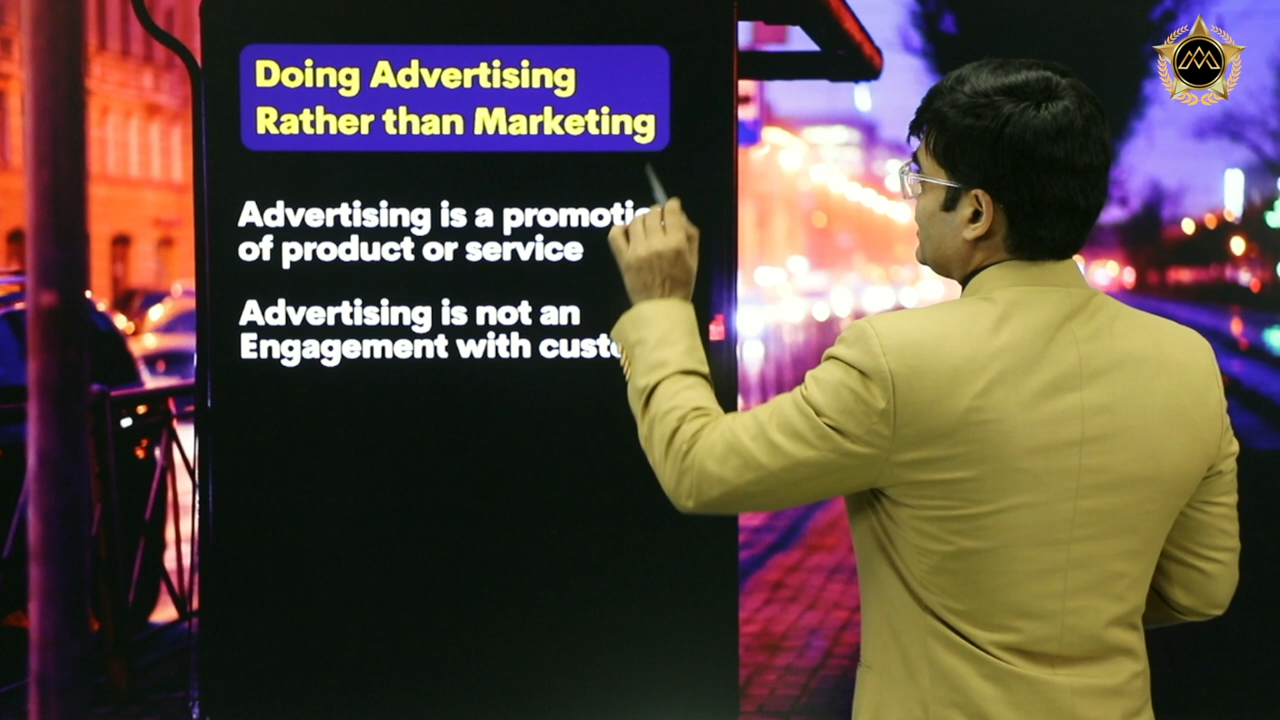 Doing Advertising
Rather than Marketing
Advertising is a
of product or service
Advertising is not an
Engagement with